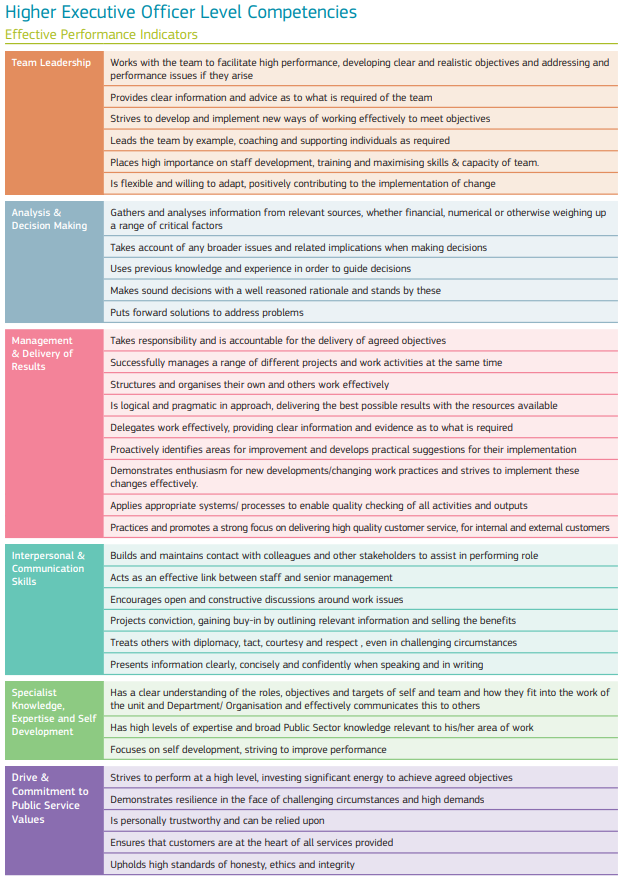 Higher Executive Officer Level Competencies
Effective Performance Indicators
Team Leadership
Works with the team to facilitate high performance, developing clear and realistic objectives and addressing and
performance issues if they arise
Provides clear information and advice as to what is required of the team
Strives to develop and implement new ways of working effectively to meet objectives
Leads the team by example, coaching and supporting individuals as required
Places high importance on staff development, training and maximising skills & capacity of team.
Is flexible and willing to adapt, positively contributing to the implementation of change
Analysis &
Decision Making
Gathers and analyses information from relevant sources, whether financial, numerical or otherwise weighing up
a range of critical factors
Takes account of any broader issues and related implications when making decisions
Uses previous knowledge and experience in order to guide decisions
Makes sound decisions with a well reasoned rationale and stands by these
Puts forward solutions to address problems
Management
& Delivery of
Results
Takes responsibility and is accountable for the delivery of agreed objectives
Successfully manages a range of different projects and work activities at the same time
Structures and organises their own and others work effectively
Is logical and pragmatic in approach, delivering the best possible results with the resources available
Delegates work effectively, providing clear information and evidence as to what is required
Proactively identifies areas for improvement and develops practical suggestions for their implementation
Demonstrates enthusiasm for new developments/changing work practices and strives to implement these
changes effectively.
Applies appropriate systems/ processes to enable quality checking of all activities and outputs
Practices and promotes a strong focus on delivering high quality customer service, for internal and external customers
Interpersonal &
Communication
Skills
Builds and maintains contact with colleagues and other stakeholders to assist in performing role
Acts as an effective link between staff and senior management
Encourages open and constructive discussions around work issues
Projects conviction, gaining buy-in by outlining relevant information and selling the benefits
Treats others with diplomacy, tact, courtesy and respect , even in challenging circumstances
Presents information clearly, concisely and confidently when speaking and in writing
Specialist
Knowledge,
Expertise and Self
Development
Has a clear understanding of the roles, objectives and targets of self and team and how they fit into the work of
the unit and Department/ Organisation and effectively communicates this to others
Has high levels of expertise and broad Public Sector knowledge relevant to his/her area of work
Focuses on self development, striving to improve performance
Drive &
Commitment to
Public Service
Values
Strives to perform at a high level, investing significant energy to achieve agreed objectives
Demonstrates resilience in the face of challenging circumstances and high demands
Is personally trustworthy and can be relied upon
Ensures that customers are at the heart of all services provided
Upholds high standards of honesty, ethics and integrity